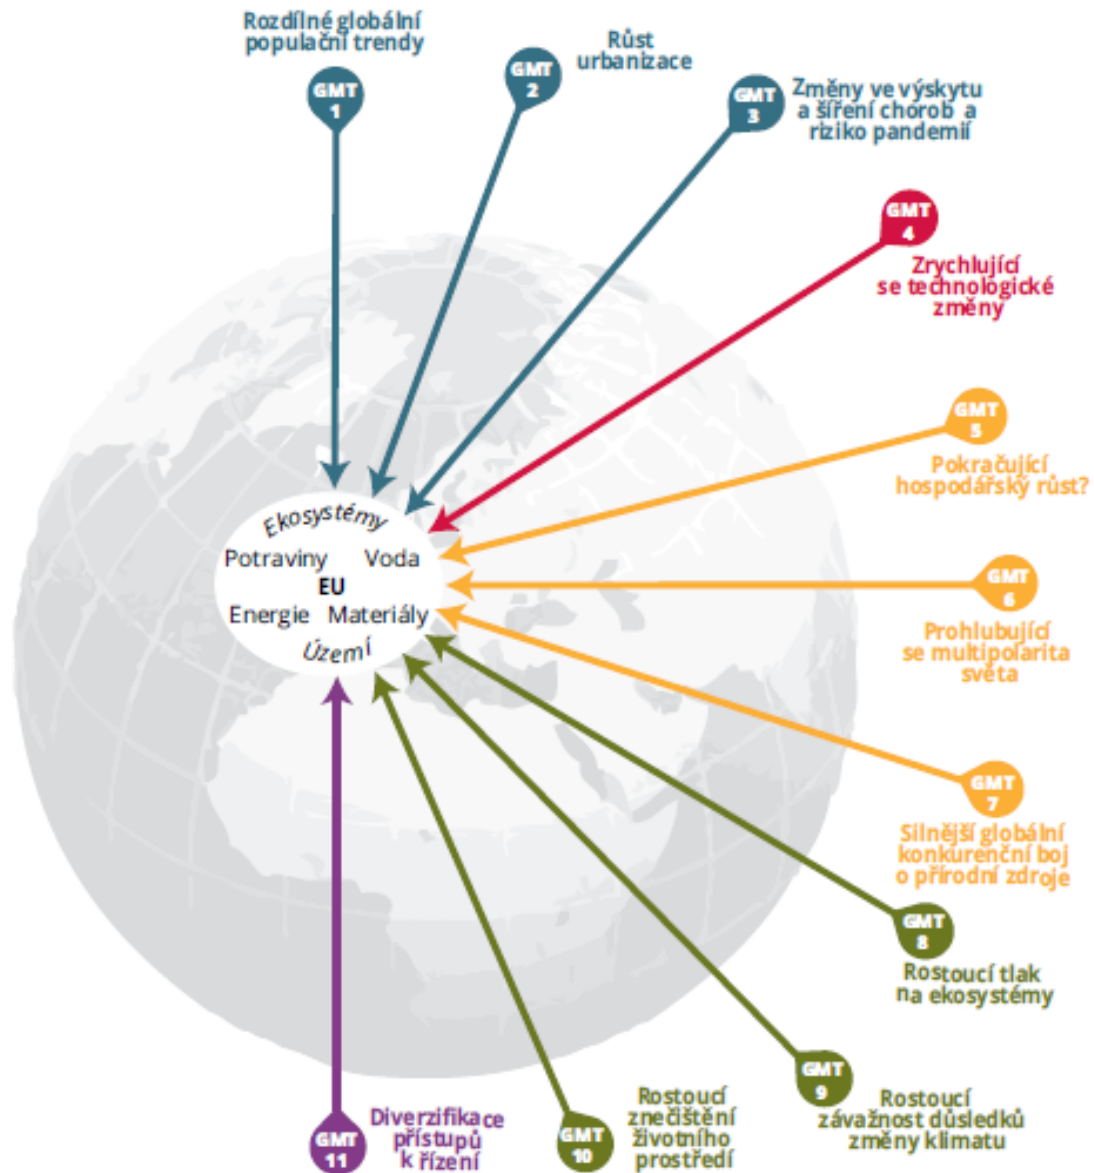 Rozdílné globální
populační trendy
GMT
1
Růst
urbanizace
GMT
2
Změny ve výskytu
a šíření chorob a
riziko pandemií
GMT
3
GMT
4
Zrychlující
se technologické
změny
GMT
5
Pokračující
hospodářský růst?
Ekosystémy
Potraviny Voda
EU
Energie Materiály
Území
GMT
6
Prohlubující
se multipolarita
světa
GMT
7
Silnější globální
konkurenční boj
o přírodní zdroje
GMT
8
Rostoucí tlak
na ekosystémy
GMT
9
Rostoucí
závažnost důsledků
změny klimatu
GMT
10
Rostoucí
znečištění
životního
prostředí
GMT
11
Diverzifikace
přístupů
k řízení